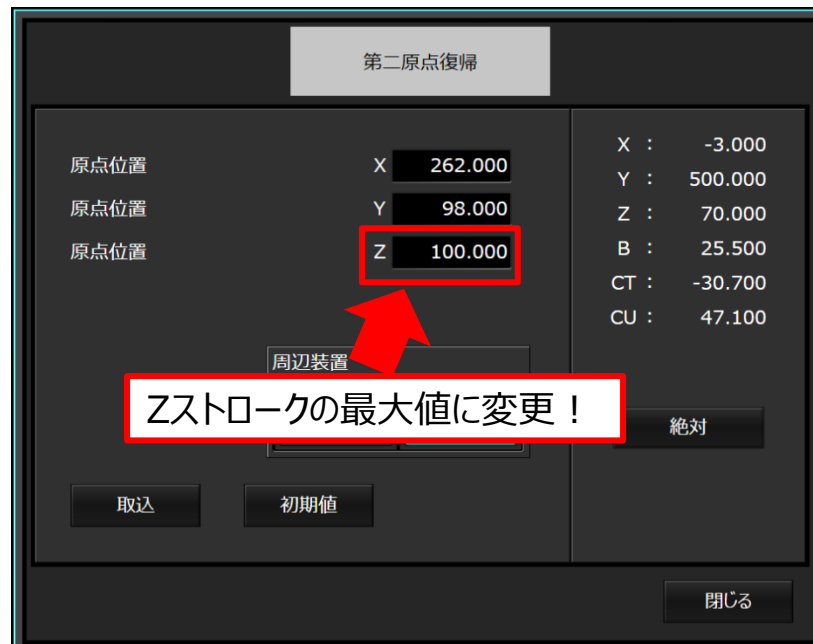 第二原点復帰
原点位置 X 262.000
原点位置 Y 98.000
原点位置 Z 100.000
X : -3.000
Y : 500.000
Z : 70.000
B : 25.500
CT : -30.700
CU : 47.100
周辺装置
Zストロークの最大値に変更！
絶対
取込 初期値
閉じる